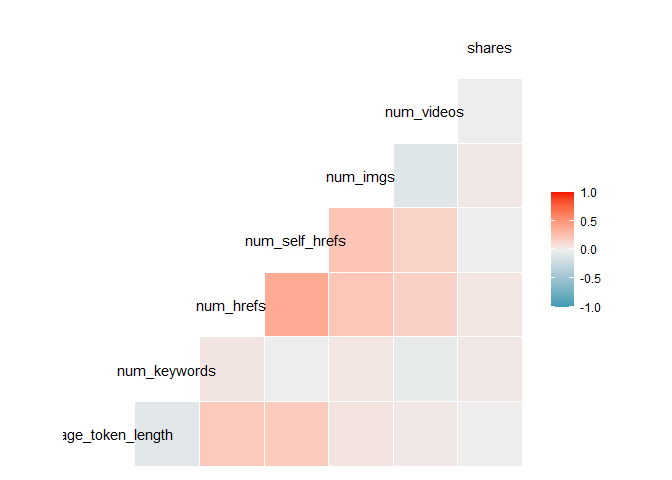 shares
num_videos
num_imgs
num_self_hrefs
num_hrefs
num_keywords
age_token_length
1.0
0.5
0.0
-0.5
-1.0